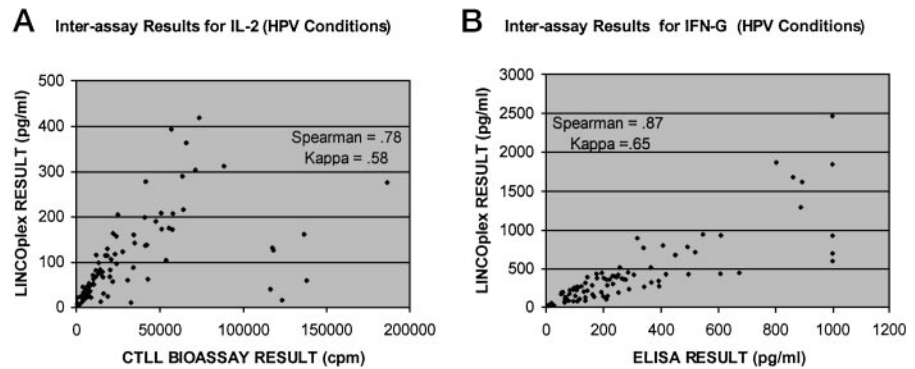 A Inter-assay Results for IL-2 (HPV Conditions)
LINCOplex RESULT (pg/ml)
500
400
300
200
100
0
Spearman = .78
Kappa = .58
0 50000 100000 150000 200000
CTLL BIOASSAY RESULT (cpm)
B Inter-assay Results for IFN-G (HPV Conditions)
LINCOplex RESULT (pg/ml)
3000
2500
2000
1500
1000
500
0
Spearman = .87
Kappa =.65
0 200 400 600 800 1000 1200
ELISA RESULT (pg/ml)